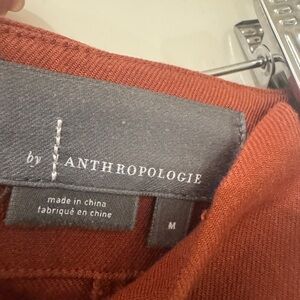 by ANTHROPOLOGIE
made in china
fabriqué en chine
M